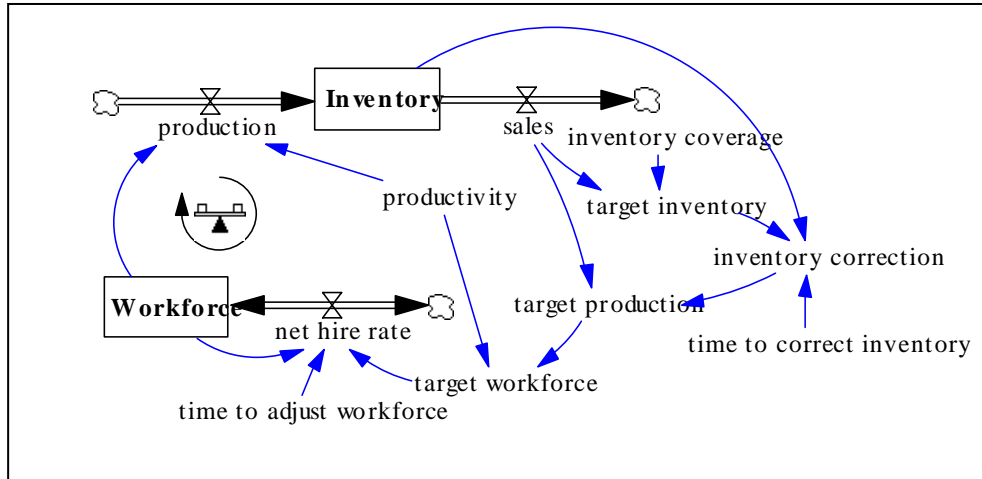 Inventory
production
sales
inventory coverage
productivity
target inventory
inventory correction
Workforce
target production
net hire rate
time to correct inventory
target workforce
time to adjust workforce